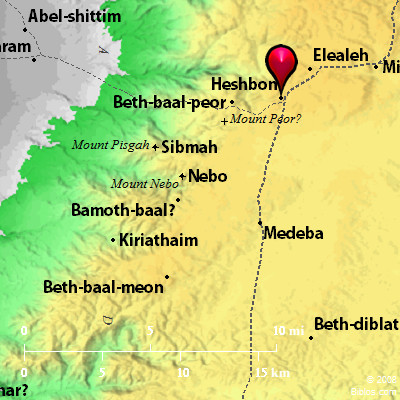 Abel-shittim
aram
Elealeh
Mi
Heshbon
Beth-baal-peor
Mount Peor?
Mount Pisgah
Sibmah
Mount Nebo
Nebo
Bamoth-baal?
Kiriathaim
Medeba
Beth-baal-meon
D
Beth-diblat
0 5 10 mi
0 10 15 km
nar?